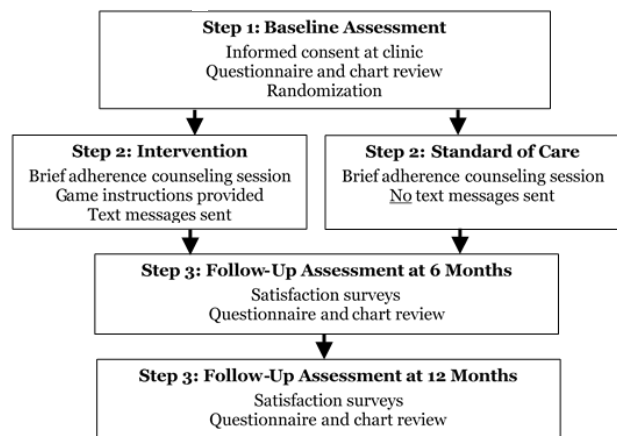 Step 1: Baseline Assessment
Informed consent at clinic
Questionnaire and chart review
Randomization
Step 2: Intervention
Brief adherence counseling session
Game instructions provided
Text messages sent
Step 2: Standard of Care
Brief adherence counseling session
No text messages sent
Step 3: Follow-Up Assessment at 6 Months
Satisfaction surveys
Questionnaire and chart review
Step 3: Follow-Up Assessment at 12 Months
Satisfaction surveys
Questionnaire and chart review